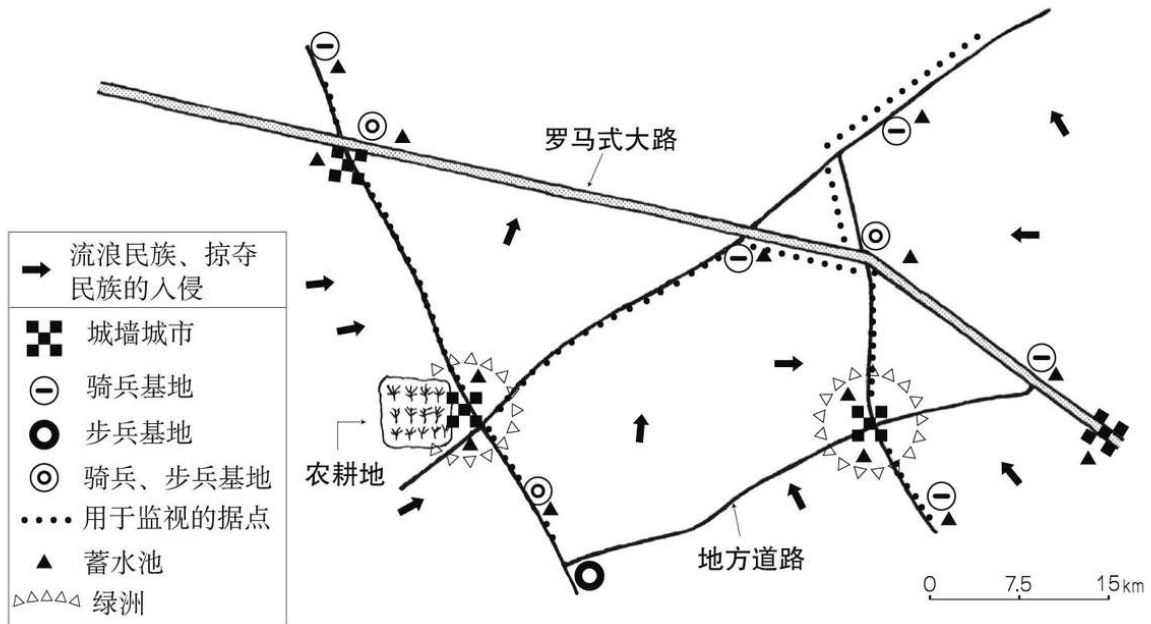 罗马式大路
流浪民族、掠夺
民族的入侵
城墙城市
骑兵基地
步兵基地
骑兵、步兵基地
用于监视的据点
蓄水池
绿洲
农耕地
地方道路
0 7.5 15km